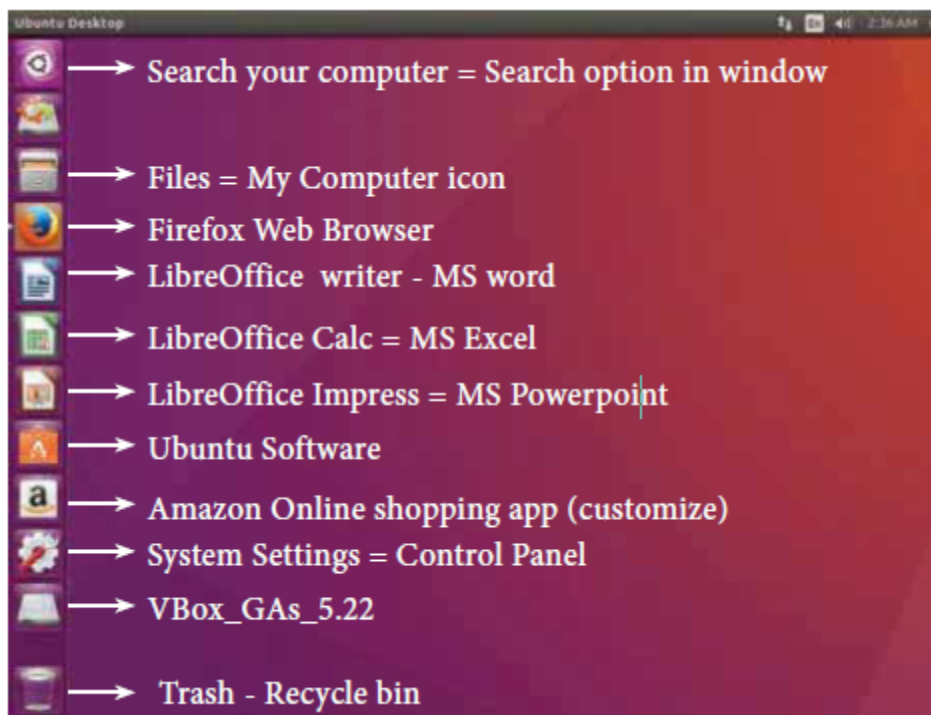 Ubuntu Desktop
En
2:36 AM
Search your computer = Search option in window
Files = My Computer icon
Firefox Web Browser
LibreOffice writer - MS word
LibreOffice Calc = MS Excel
LibreOffice Impress = MS Powerpoint
A
Ubuntu Software
a
Amazon Online shopping app (customize)
System Settings = Control Panel
VBox_GAs_5.22
Trash - Recycle bin